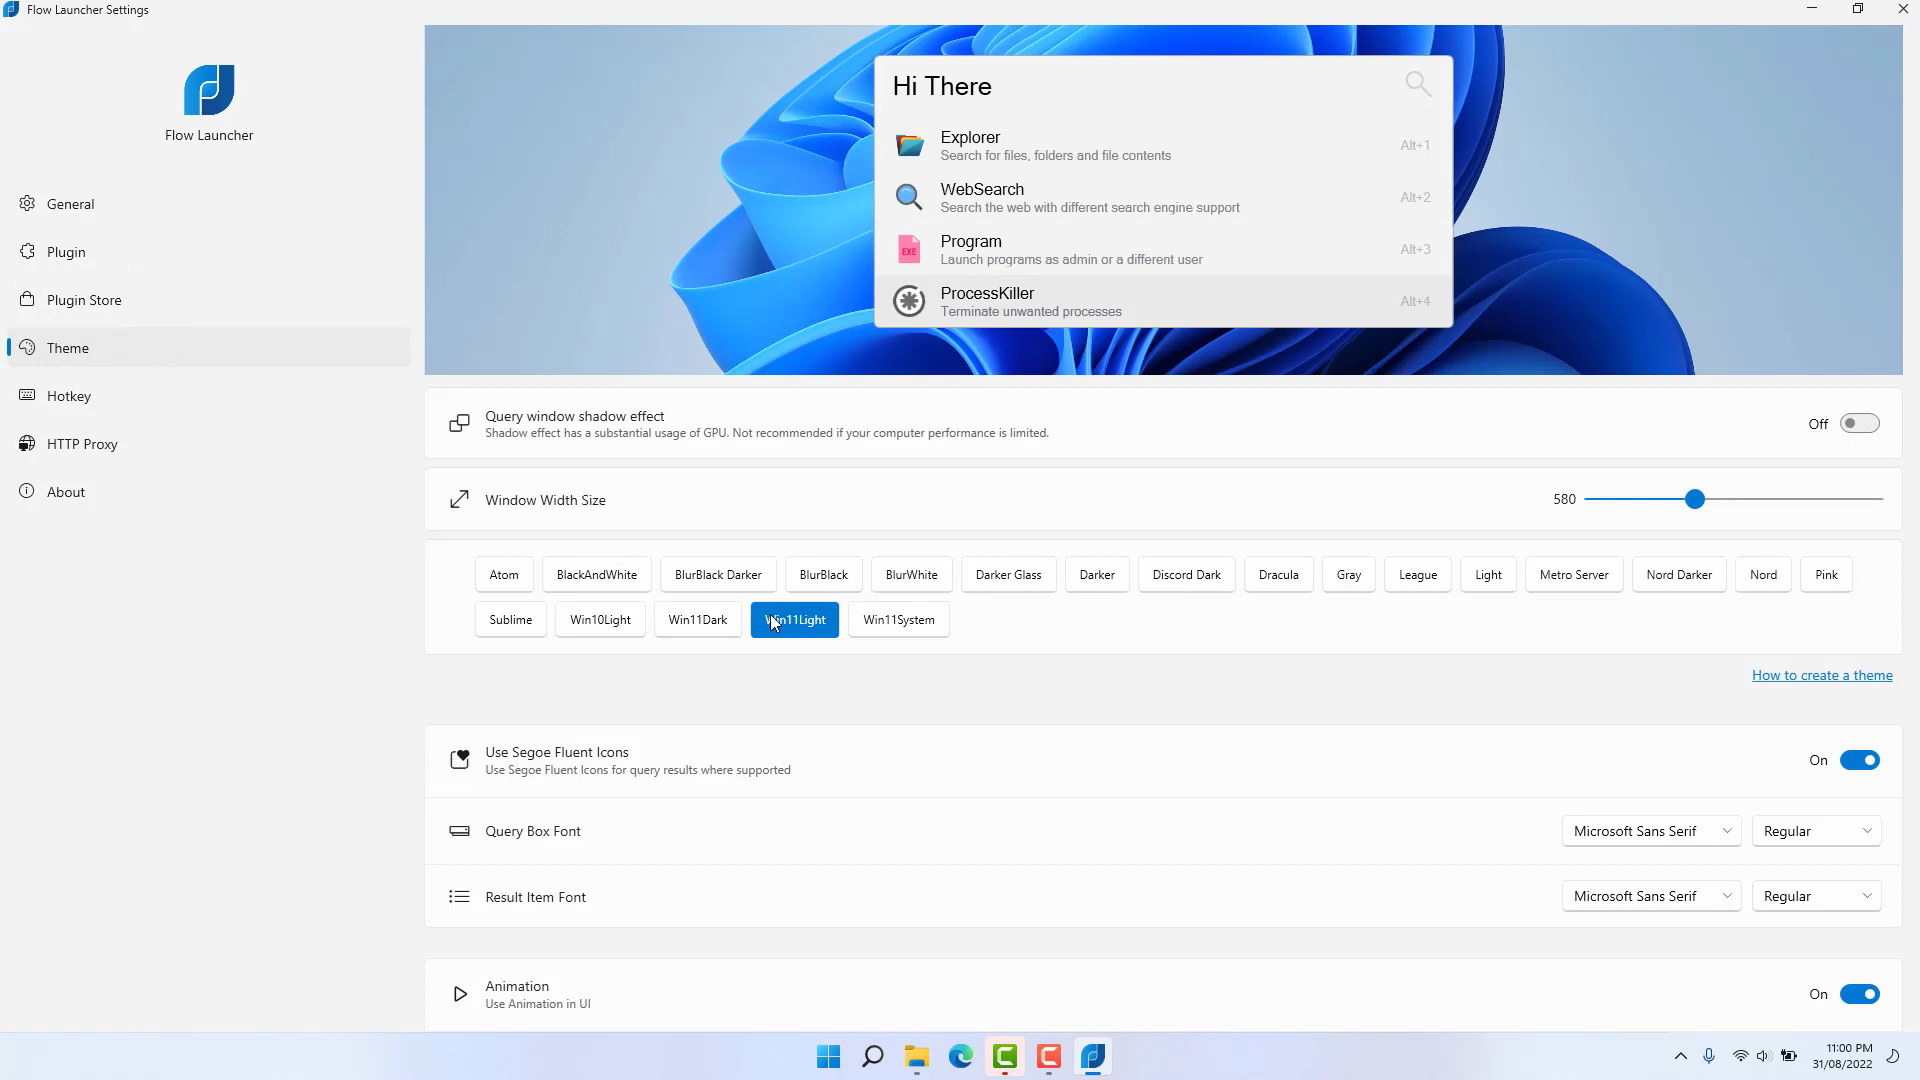 Flow Launcher Settings
Flow Launcher
General
Plugin
Plugin Store
Theme
Hotkey
HTTP Proxy
About
Hi There
Explorer
Search for files, folders and file contents
Alt+1
WebSearch
Search the web with different search engine support
Alt+2
EXE
Program
Launch programs as admin or a different user
Alt+3
ProcessKiller
Terminate unwanted processes
Alt+4
Query window shadow effect
Shadow effect has a substantial usage of GPU. Not recommended if your computer performance is limited.
Off
Window Width Size
580
Atom BlackAndWhite BlurBlack Darker BlurBlack BlurWhite Darker Glass Darker Discord Dark Dracula Gray League Light Metro Server Nord Darker Nord Pink
Sublime Win10Light Win11Dark Win11Light Win11System
How to create a theme
Use Segoe Fluent Icons
Use Segoe Fluent Icons for query results where supported
On
Query Box Font
Microsoft Sans Serif Regular
Result Item Font
Microsoft Sans Serif Regular
Animation
Use Animation in UI
On
11:00 PM
31/08/2022